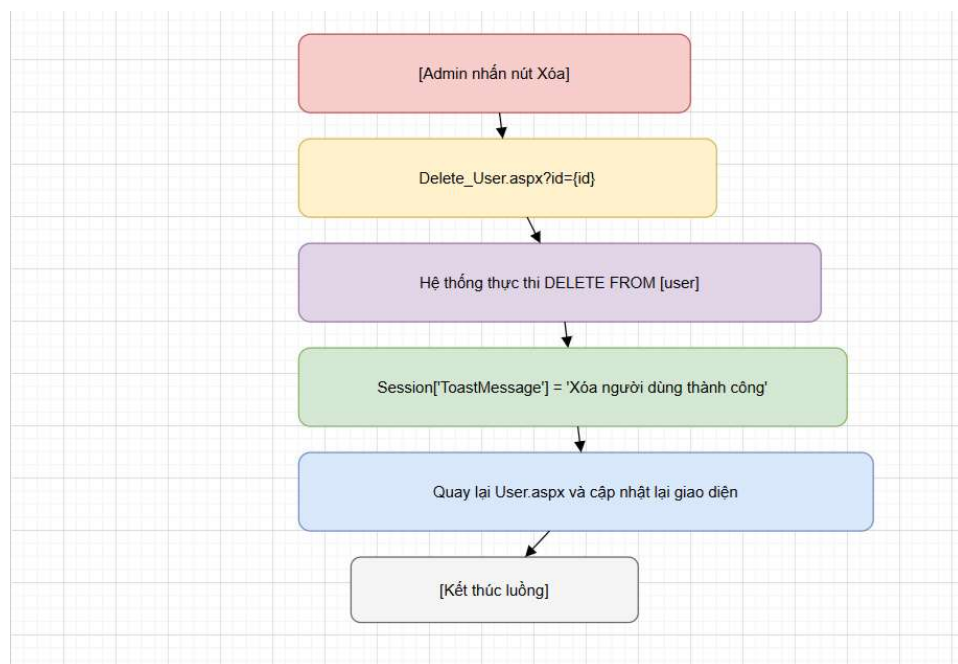 [Admin nhấn nút Xóa]
Delete_User.aspx?id={id}
Hệ thống thực thi DELETE FROM [user]
Session['ToastMessage'] = 'Xóa người dùng thành công'
Quay lại User.aspx và cập nhật lại giao diện
[Kết thúc luồng]